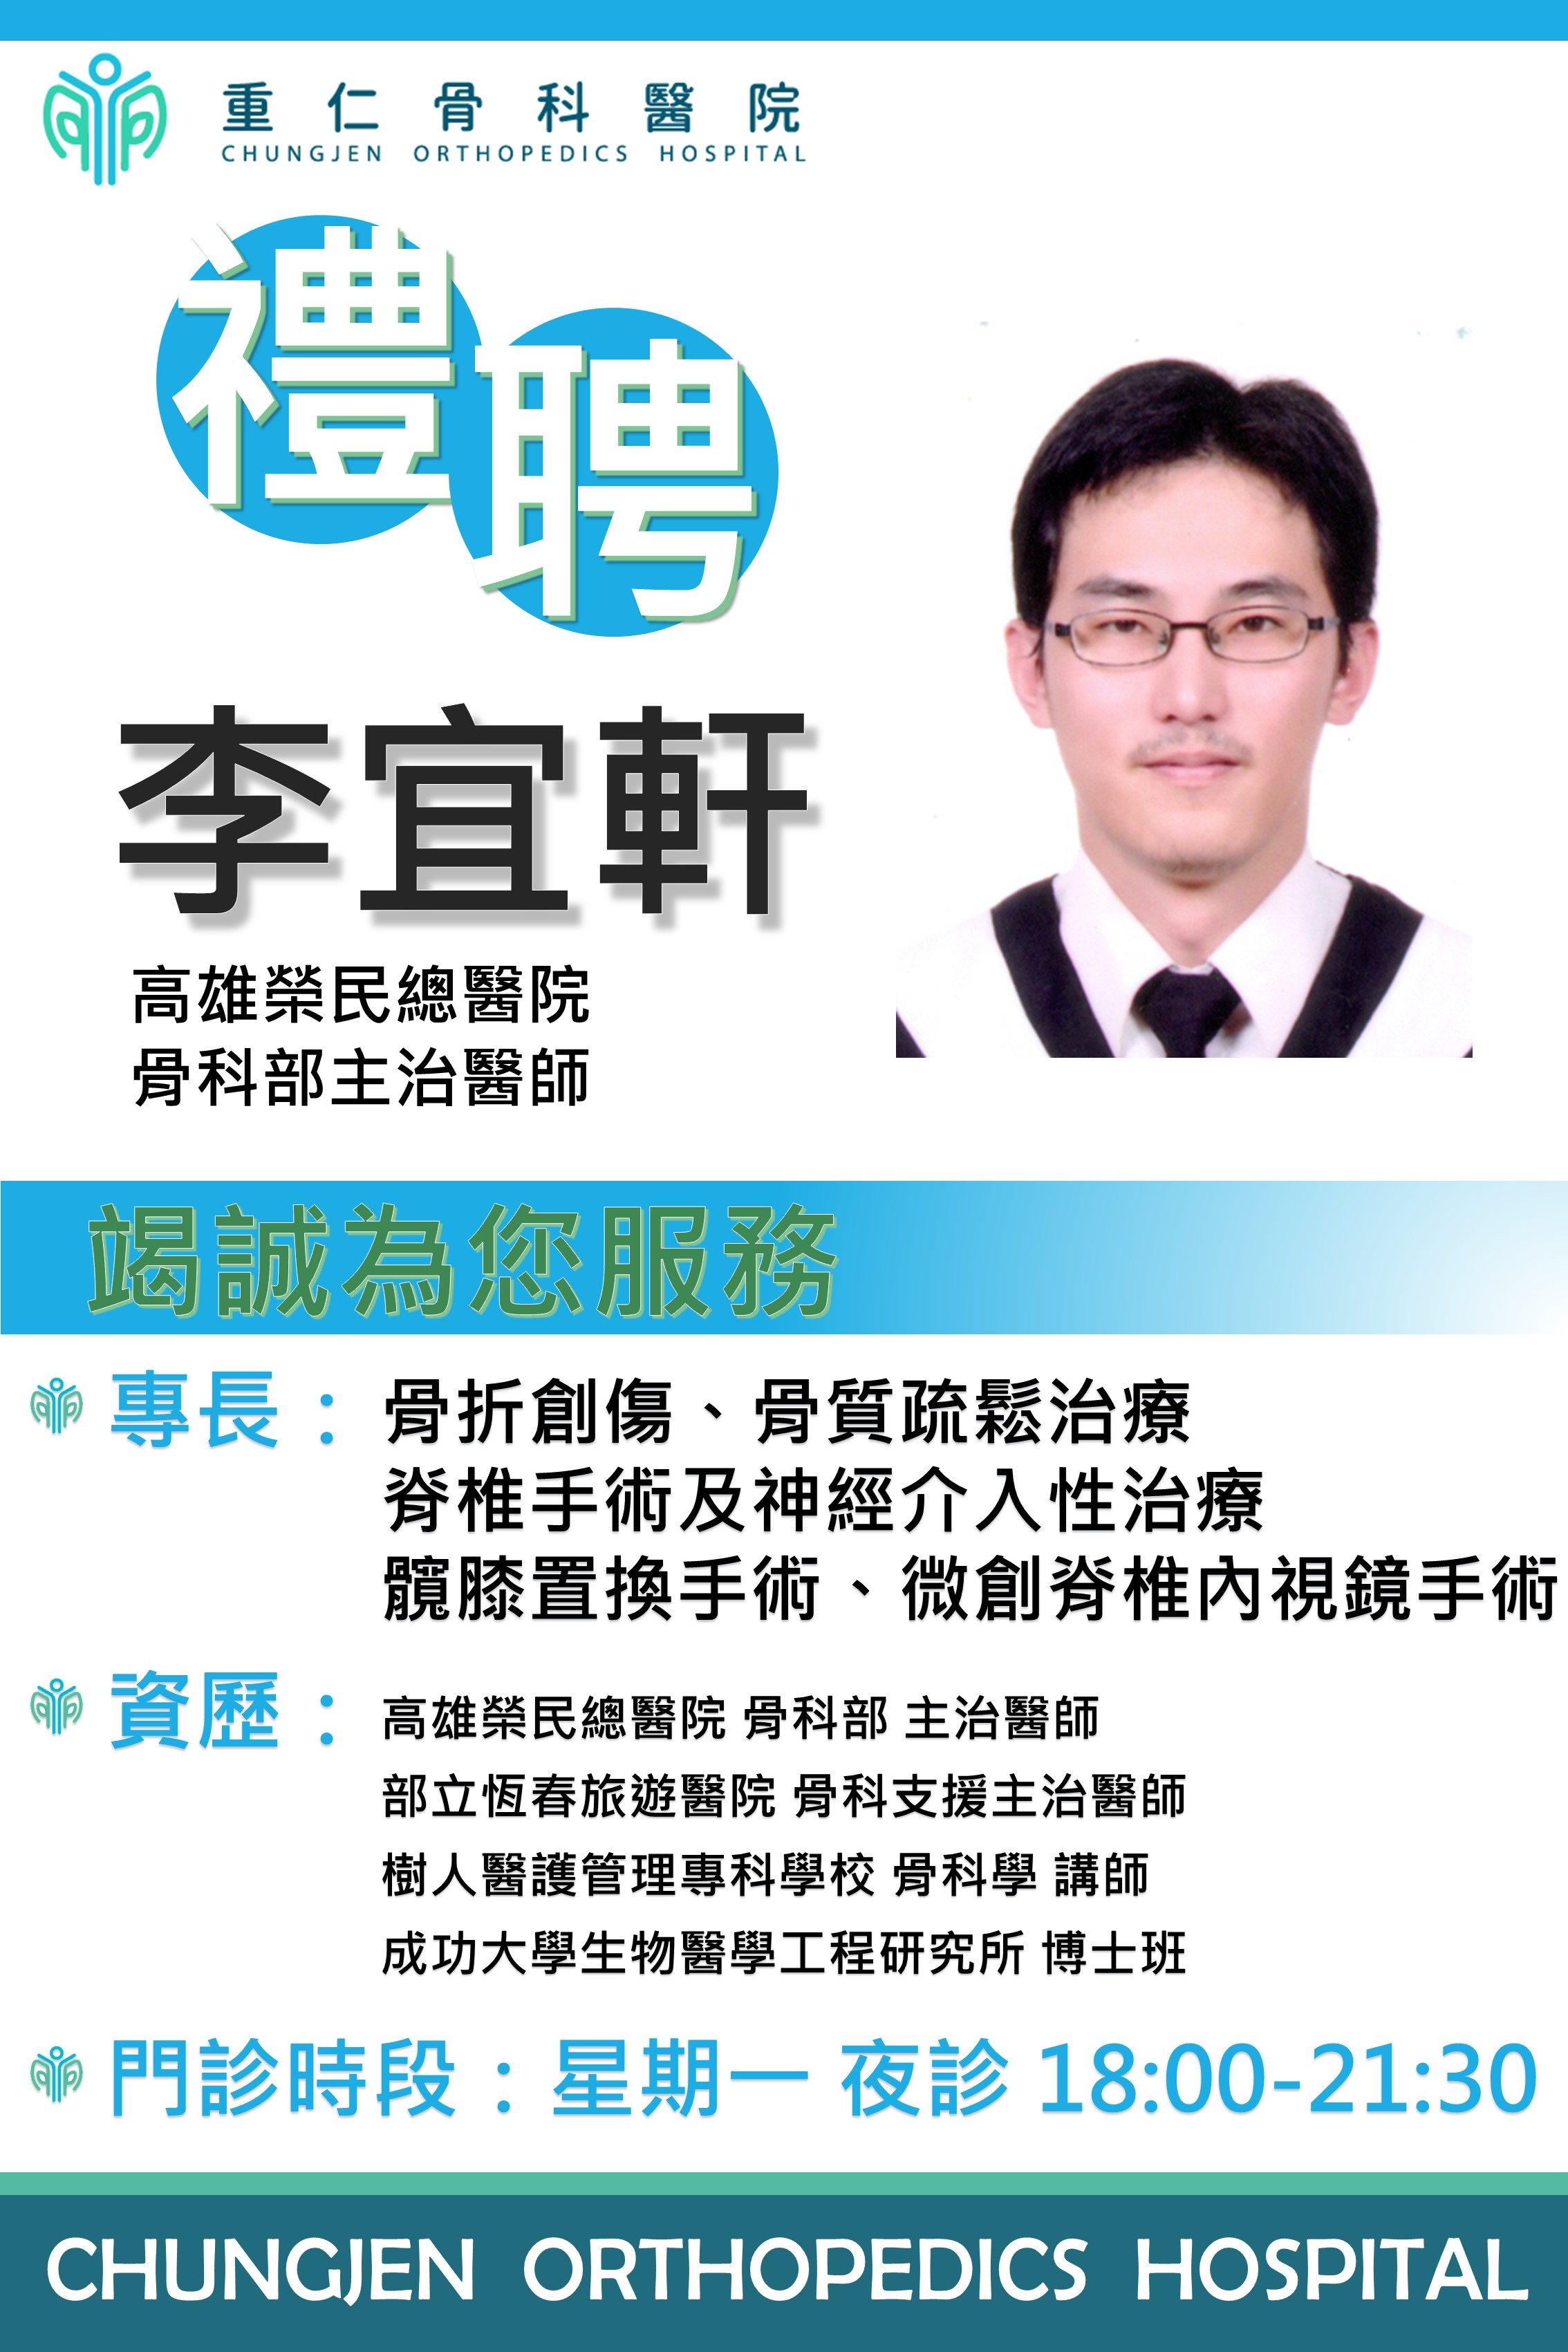 重仁骨科醫院
CHUNGJEN ORTHOPEDICS HOSPITAL
禮聘
李宜軒
高雄榮民總醫院
骨科部主治醫師
竭誠為您服務
專長：骨折創傷、骨質疏鬆治療
脊椎手術及神經介入性治療
髖膝置換手術、微創脊椎內視鏡手術
資歷：高雄榮民總醫院 骨科部 主治醫師
部立恆春旅遊醫院 骨科支援主治醫師
樹人醫護管理專科學校 骨科學 講師
成功大學生物醫學工程研究所 博士班
門診時段：星期一 夜診 18:00-21:30
CHUNGJEN ORTHOPEDICS HOSPITAL